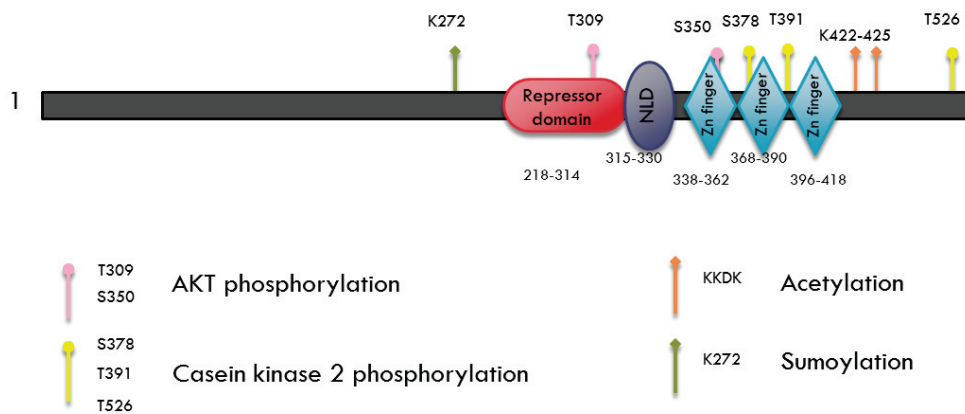 K272
T309
S350
S378
T391
K422-425
T526
1
Repressor
domain
NLD
Zn finger
Zn finger
Zn finger
218-314
315-330
338-362
368-390
396-418
T309
S350
AKT phosphorylation
S378
T391
T526
Casein kinase 2 phosphorylation
KKDK
Acetylation
K272
Sumoylation